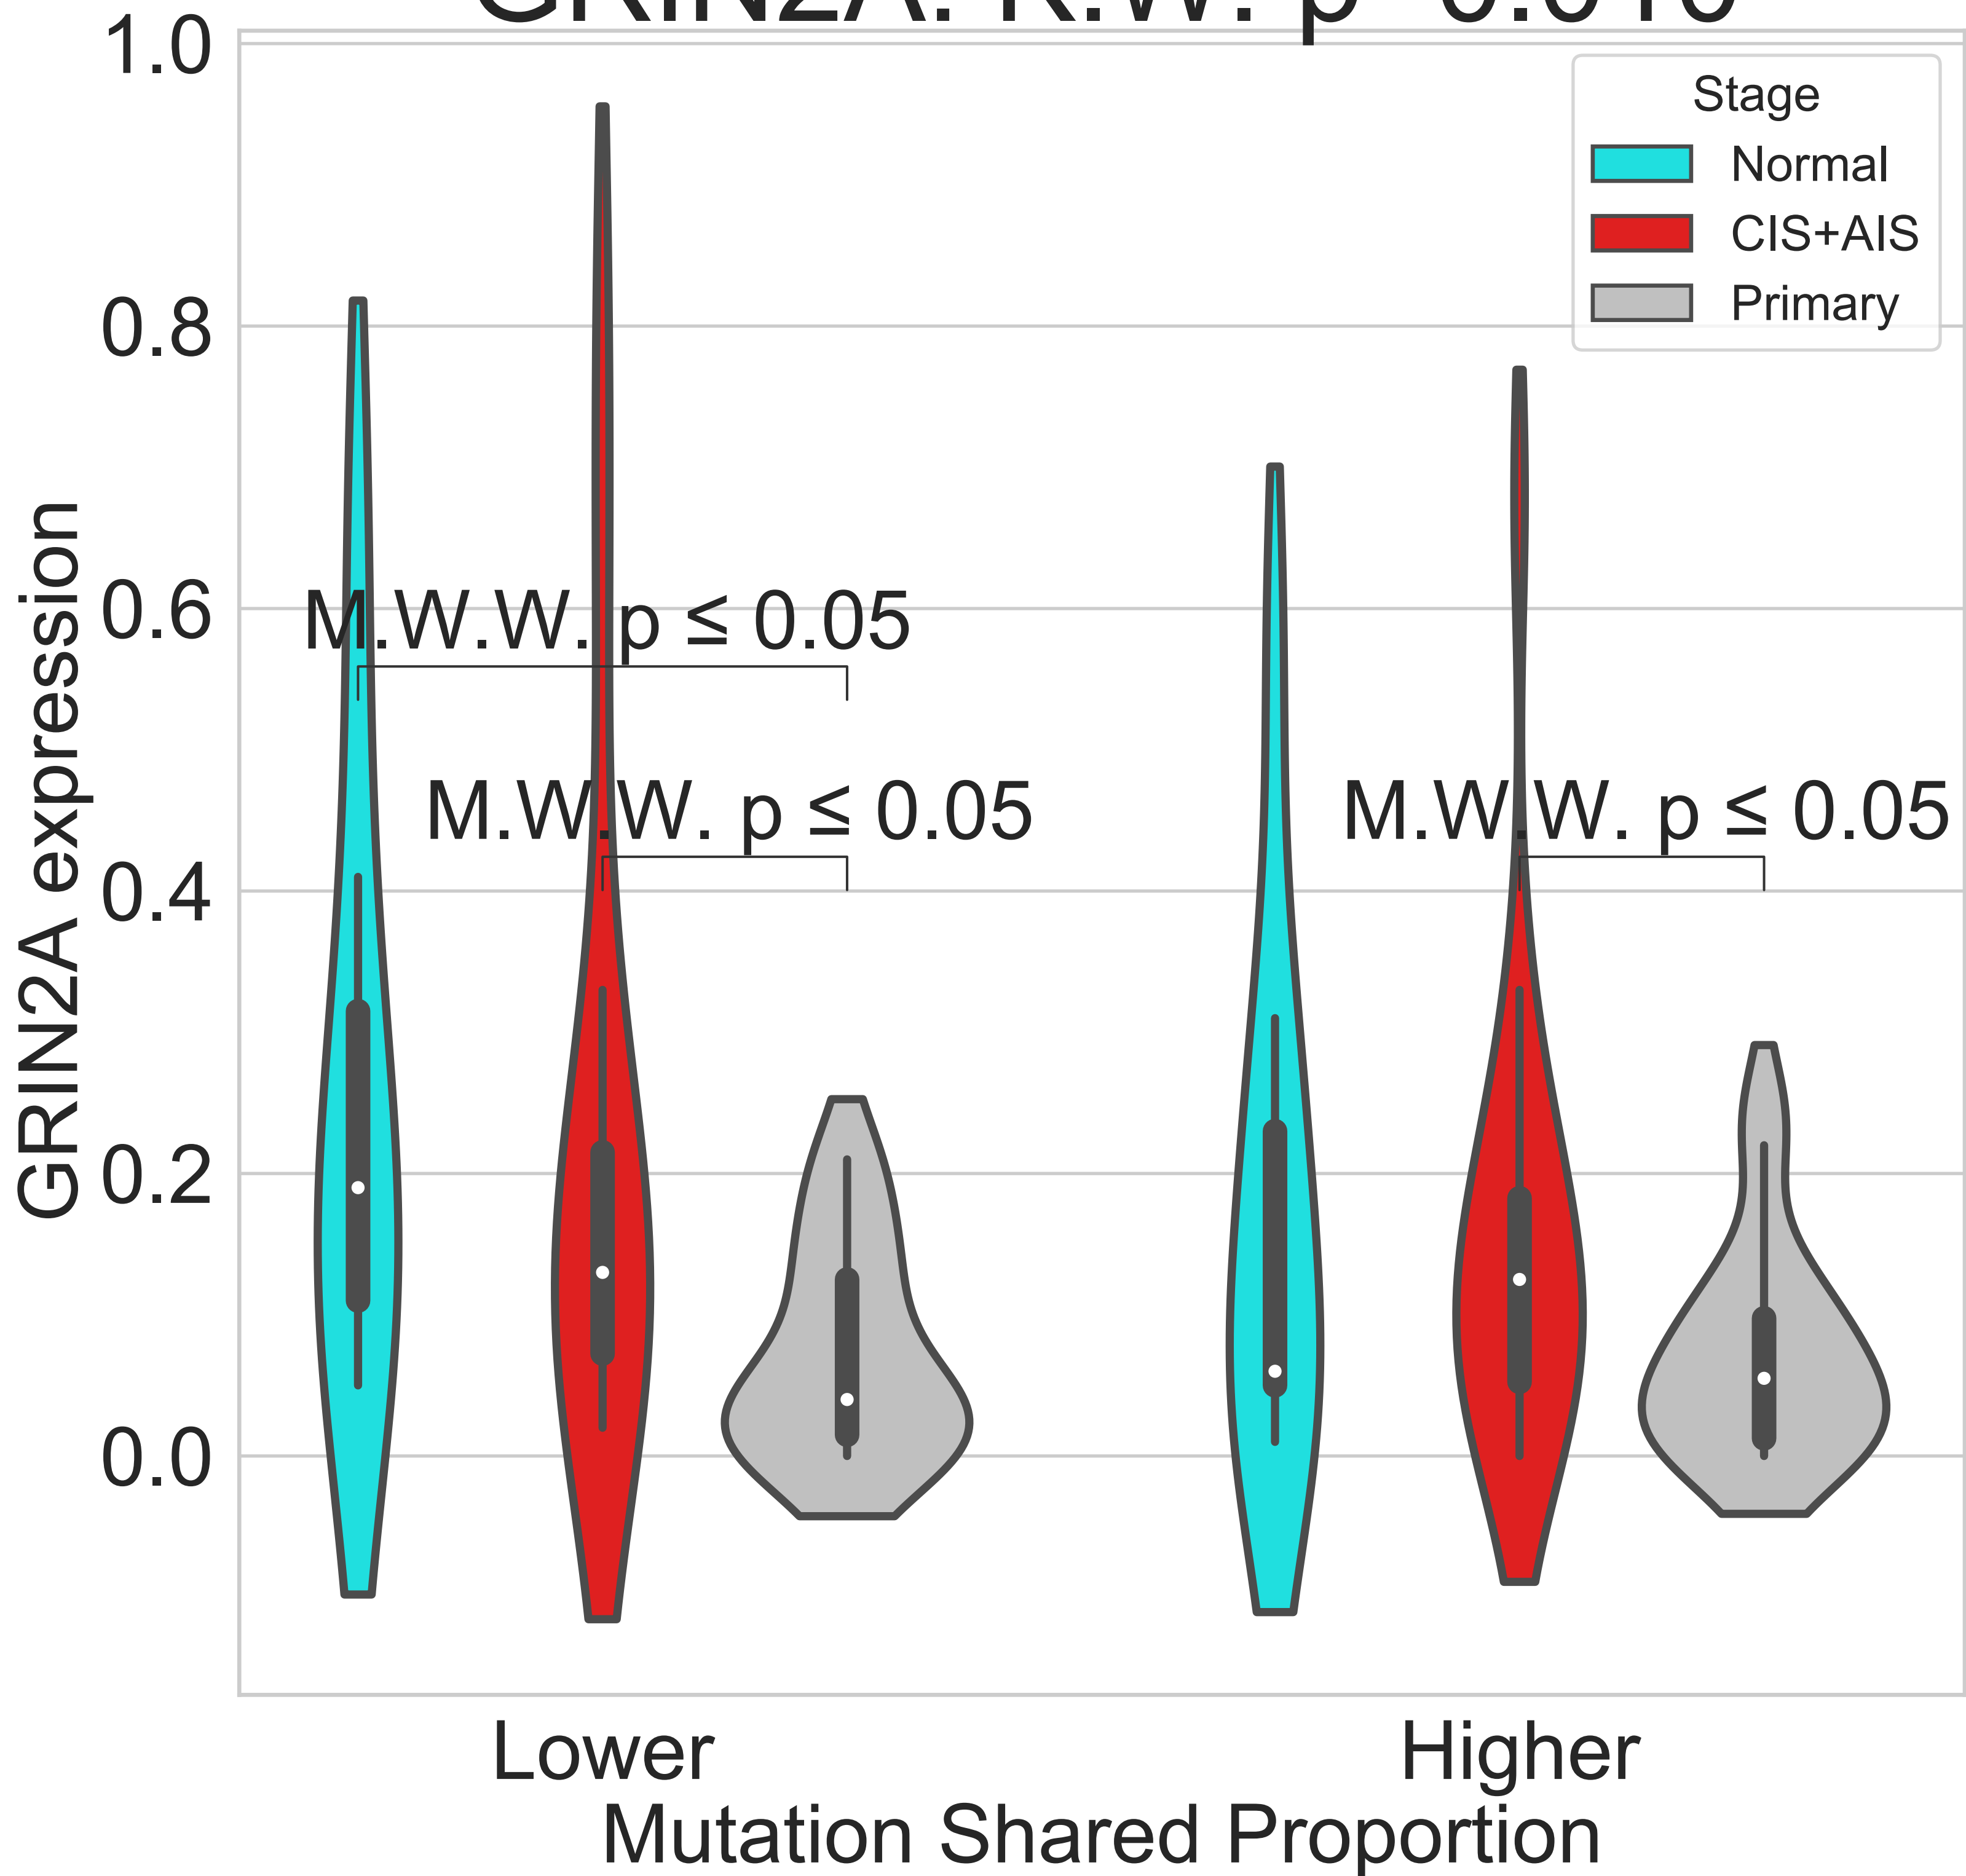 GRIN2A: K.W. p
1.0
0.8
0.6
0.4
0.2
0.0
GRIN2A expression
Stage
Normal
CIS+AIS
Primary
M.W.W. p ≤ 0.05
M.W.W. p ≤ 0.05
M.W.W. p ≤ 0.05
Lower
Higher
Mutation Shared Proportion